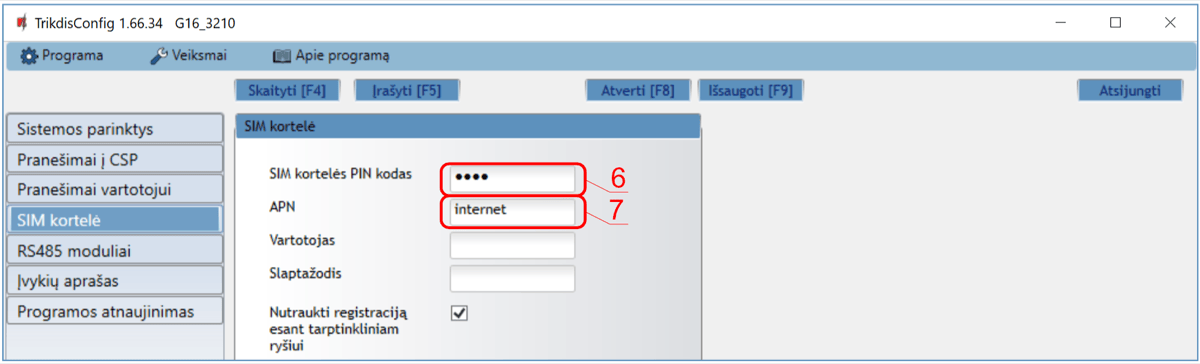 TrikdisConfig 1.66.34 G16_3210
Programa Veiksmai Apie programą
Skaityti [F4] Įrašyti [F5] Atverti [F8] Išsaugoti [F9] Atsijungti
Sistemos parinktys
Pranešimai į CSP
Pranešimai vartotojui
SIM kortelė
RS485 moduliai
Įvykių aprašas
Programos atnaujinimas
SIM kortelė
SIM kortelės PIN kodas •••• 6
APN internet 7
Vartotojas
Slaptažodis
Nutraukti registraciją
esant tarptinkliniam
ryšiui